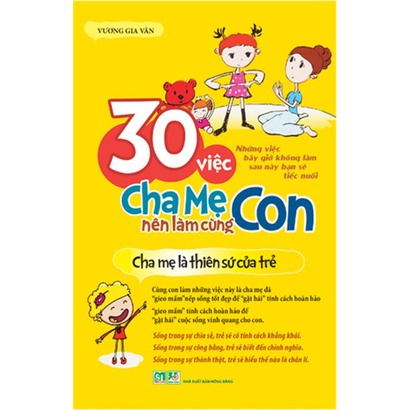 VƯƠNG GIA VĂN
30 việc
Những việc
bây giờ không làm
sau này bạn sẽ
tiếc nuối
Cha Mẹ
nên làm cùng Con
Cha mẹ là thiên sứ của trẻ
Cùng con làm những việc này là cha mẹ đã
"gieo mầm"nếp sống tốt đẹp để "gặt hái" tính cách hoàn hảo
"gieo mầm" tính cách hoàn hảo để
"gặt hái" cuộc sống vinh quang cho con.
Sống trong sự chia sẻ, trẻ sẽ có tính cách khẳng khái.
Sống trong sự công bằng, trẻ sẽ biết đến chính nghĩa.
Sống trong sự thành thật, trẻ sẽ hiểu thế nào là chân lí.
NHÀ XUẤT BẢN HỒNG BÀNG